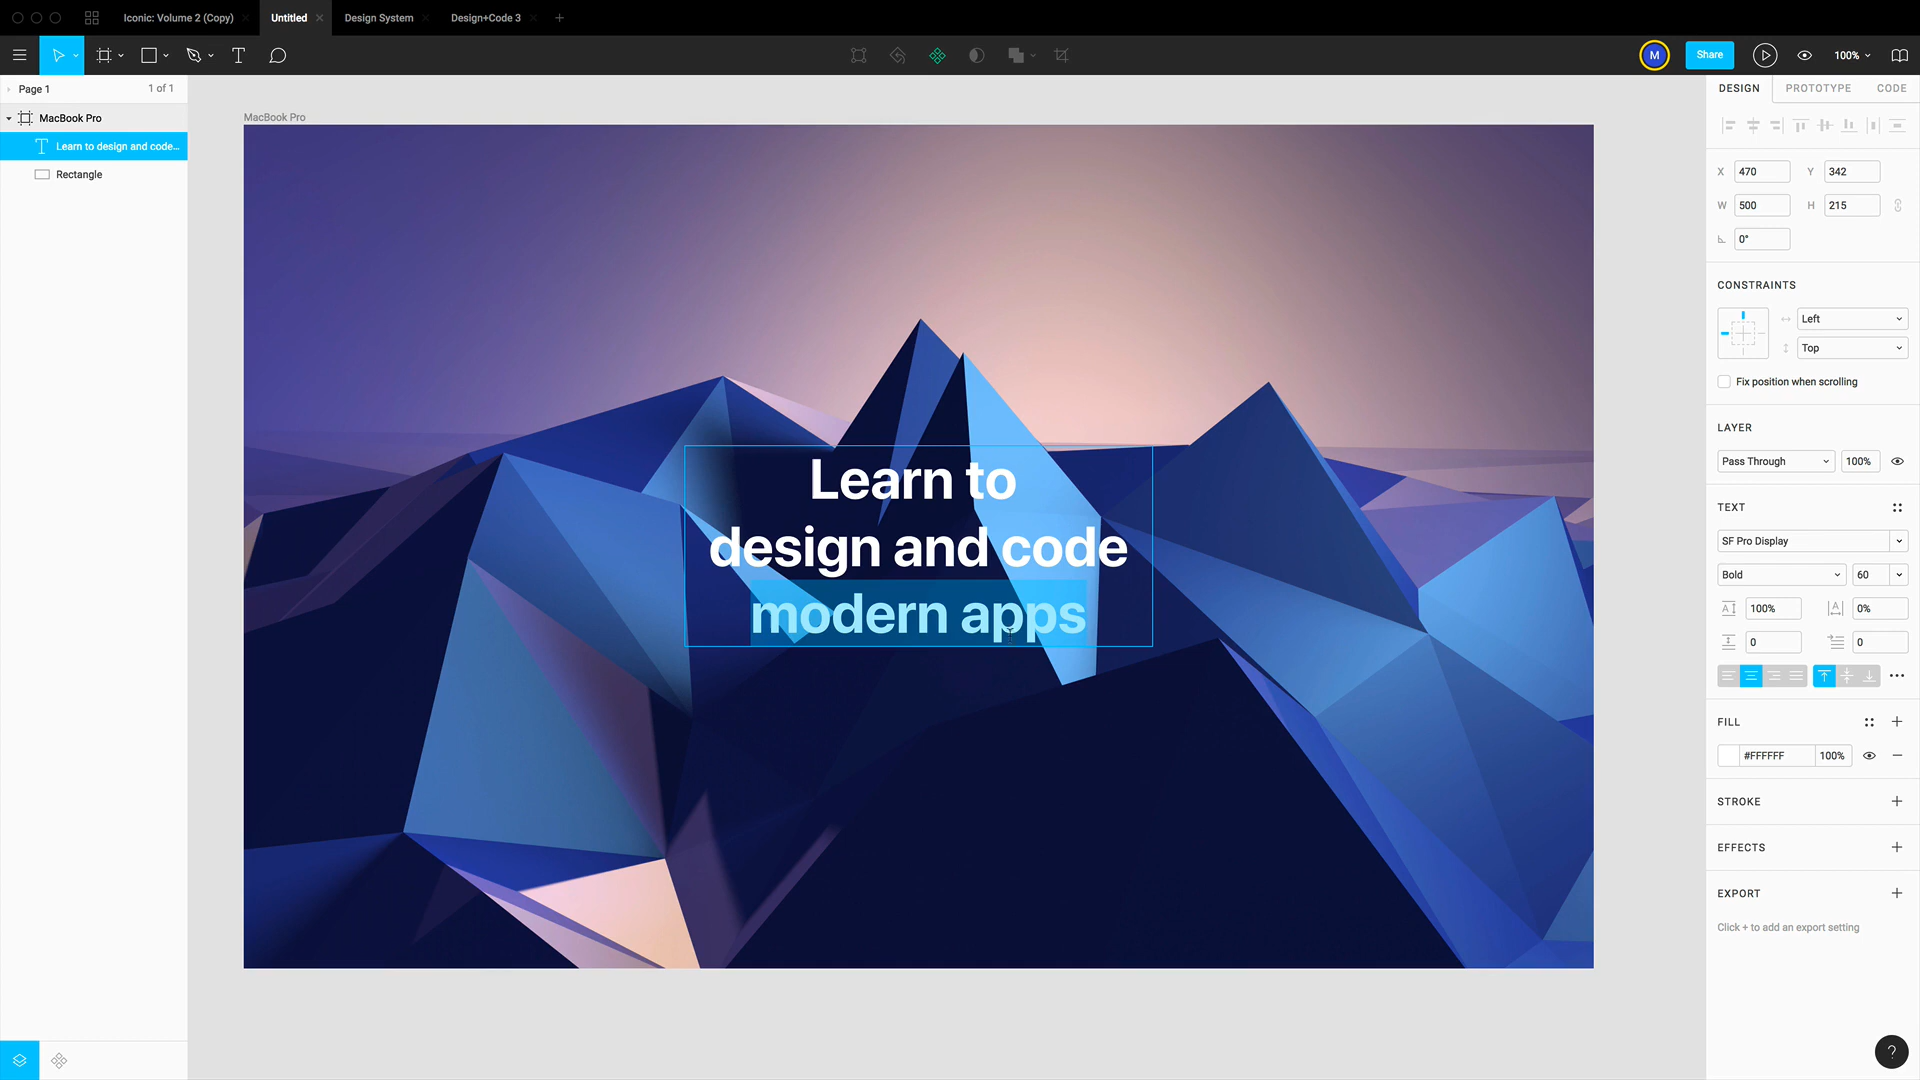 Iconic: Volume 2 (Copy)
Untitled
Design System
Design+Code 3
M
Share
100%
Page 1
1 of 1
MacBook Pro
Learn to design and code...
Rectangle
MacBook Pro
Learn to
design and code
modern apps
DESIGN
PROTOTYPE
CODE
X 470
Y 342
W 500
H 215
0°
CONSTRAINTS
Left
Top
Fix position when scrolling
LAYER
Pass Through
100%
TEXT
SF Pro Display
Bold
60
100%
0%
0
0
FILL
#FFFFFF
100%
STROKE
EFFECTS
EXPORT
Click + to add an export setting
?